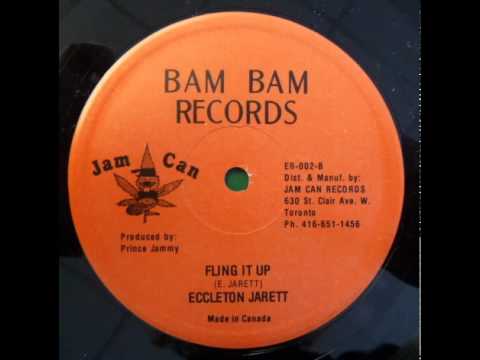 BAM BAM
RECORDS
Jam Can
EB-002-B
Dist. & Manuf. by:
JAM CAN RECORDS
630 St. Clair Ave. W.
Toronto
Ph. 416-651-1456
Produced by:
Prince Jammy
FLING IT UP
(E. JARETT)
ECCLETON JARETT
Made in Canada